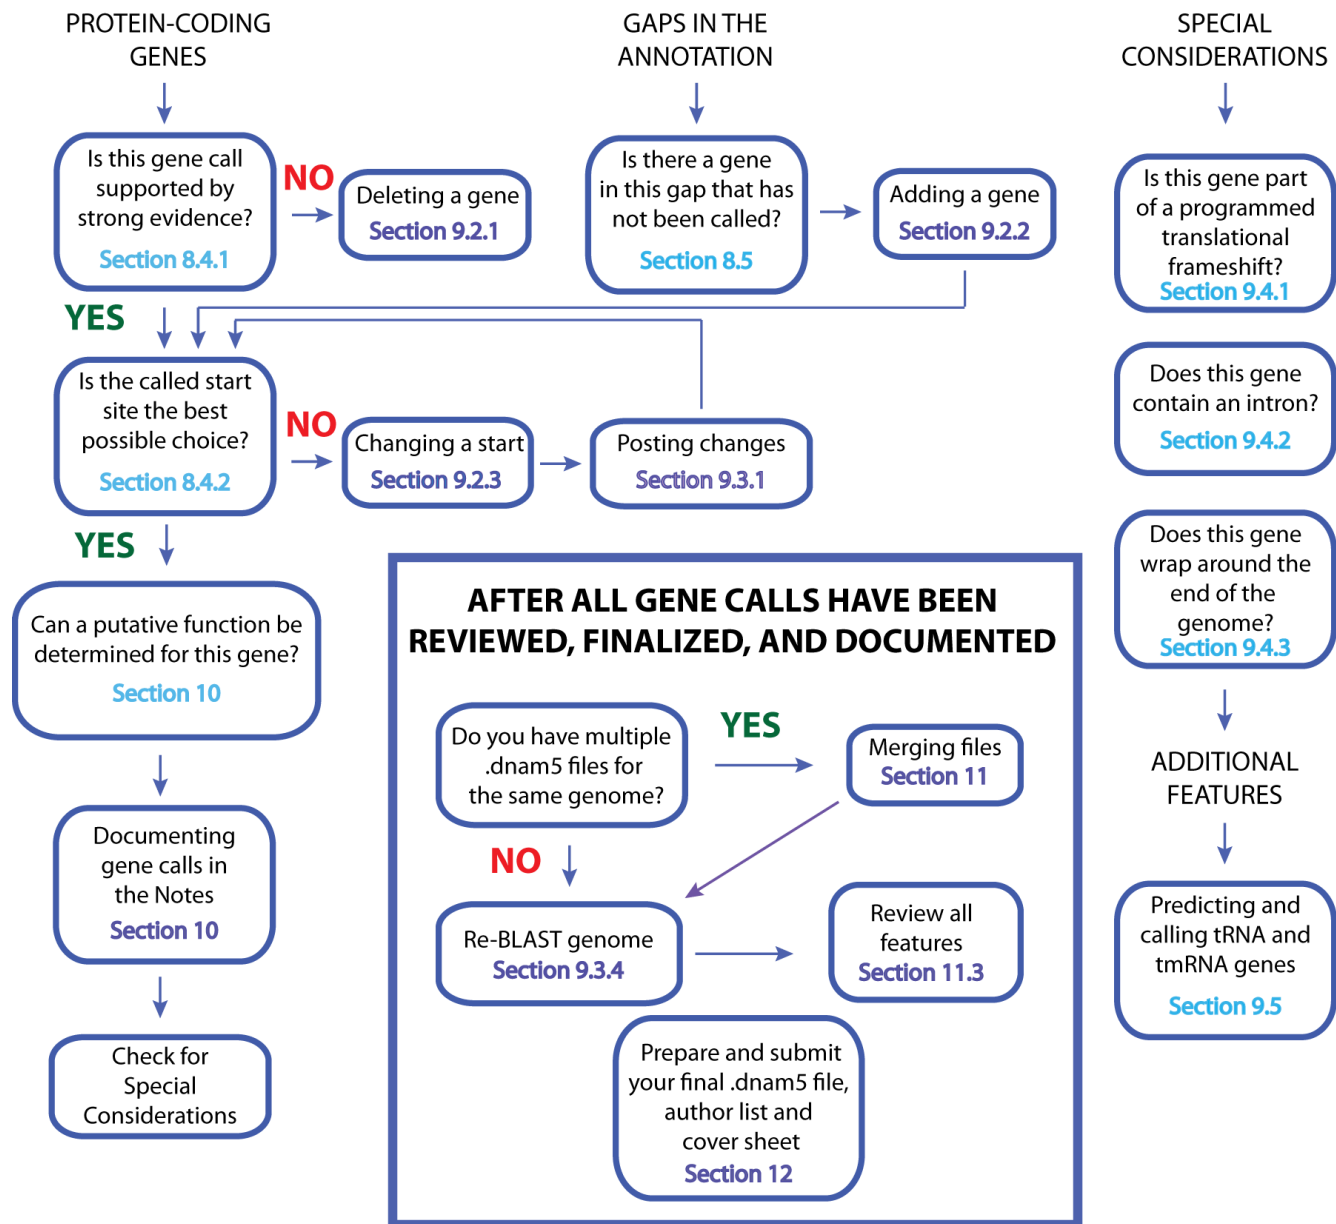 PROTEIN-CODING
GENES
Is this gene call
supported by
strong evidence?
Section 8.4.1
NO
Deleting a gene
Section 9.2.1
YES
Is the called start
site the best
possible choice?
Section 8.4.2
NO
Changing a start
Section 9.2.3
Posting changes
Section 9.3.1
YES
Can a putative function be
determined for this gene?
Section 10
Documenting
gene calls in
the Notes
Section 10
Check for
Special
Considerations
GAPS IN THE
ANNOTATION
Is there a gene
in this gap that has
not been called?
Section 8.5
Adding a gene
Section 9.2.2
AFTER ALL GENE CALLS HAVE BEEN
REVIEWED, FINALIZED, AND DOCUMENTED
Do you have multiple
.dnam5 files for
the same genome?
YES
Merging files
Section 11
NO
Re-BLAST genome
Section 9.3.4
Review all
features
Section 11.3
Prepare and submit
your final .dnam5 file,
author list and
cover sheet
Section 12
SPECIAL
CONSIDERATIONS
Is this gene part
of a programmed
translational
frameshift?
Section 9.4.1
Does this gene
contain an intron?
Section 9.4.2
Does this gene
wrap around the
end of the
genome?
Section 9.4.3
ADDITIONAL
FEATURES
Predicting and
calling tRNA and
tmRNA genes
Section 9.5